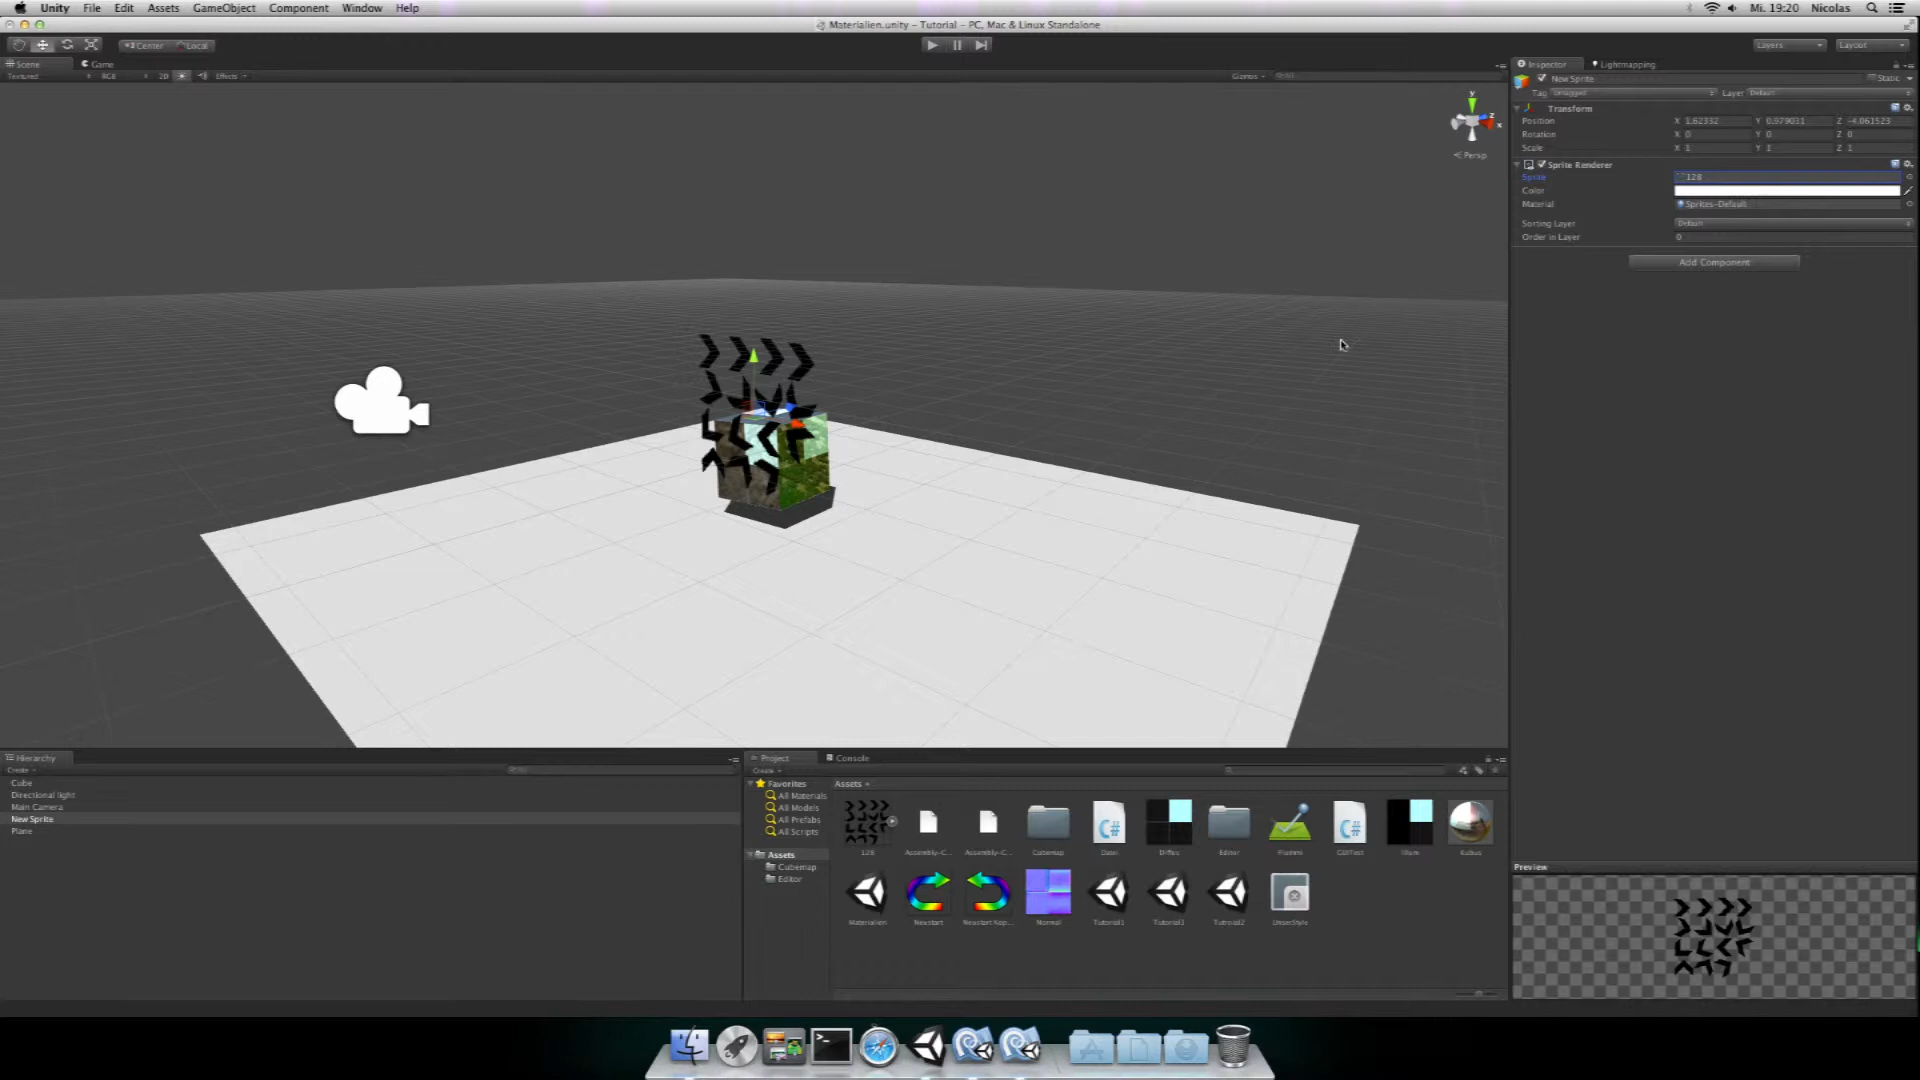 Unity File Edit Assets GameObject Component Window Help Mi. 19:20 Nicolas
Materialien.unity - Tutorial - PC, Mac & Linux Standalone
Center Local Layers Layout
Scene Game Inspector Lightmapping
Textured RGB 2D Effects Gizmos
New Sprite Static
Tag Untagged Layer Default
Transform
Position X 1.62332 Y 0.979031 Z -4.061523
Rotation X 0 Y 0 Z 0
Scale X 1 Y 1 Z 1
Sprite Renderer
Sprite 128
Color
Material Sprites-Default
Sorting Layer Default
Order in Layer 0
Add Component
y
z
x
Persp
Hierarchy
Create
Cube
Directional light
Main Camera
New Sprite
Plane
Project Console
Create
Favorites
All Materials
All Models
All Prefabs
All Scripts
Assets
Cubemap
Editor
Assets
128 Assembly-C... Assembly-C... Cubemap Datei Diffus Editor Flummi GUITest Illum Kubus
Materialien Neustart Neustart Kop... Normal Tutorial1 Tutorial3 Tutroial2 UnserStyle
Preview